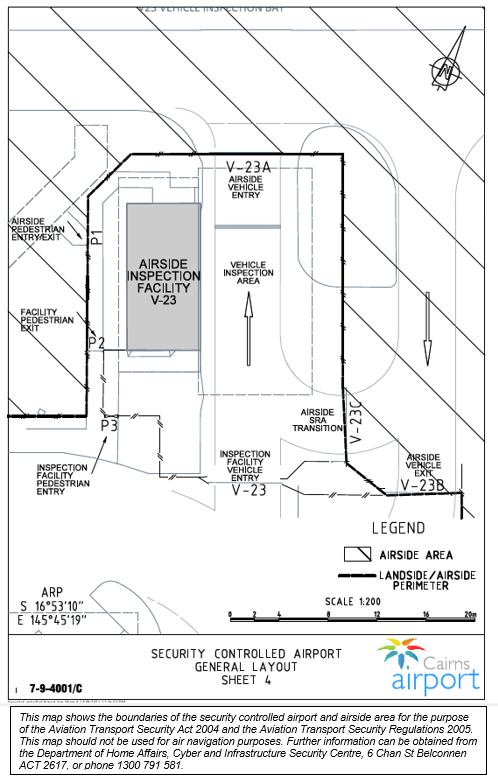 V23 VEHICLE INSPECTION BAY
N
V-23A
AIRSIDE
VEHICLE
ENTRY
AIRSIDE
PEDESTRIAN
ENTRY/EXIT
P1
AIRSIDE
INSPECTION
FACILITY
V-23
VEHICLE
INSPECTION
AREA
FACILITY
PEDESTRIAN
EXIT
P2
P3
AIRSIDE
SRA
TRANSITION
V-23C
INSPECTION
FACILITY
PEDESTRIAN
ENTRY
INSPECTION
FACILITY
VEHICLE
ENTRY
V-23
AIRSIDE
VEHICLE
EXIT
V-23B
LEGEND
AIRSIDE AREA
LANDSIDE/AIRSIDE
PERIMETER
ARP
S 16°53'10"
E 145°45'19"
SCALE 1:200
0 2 4 8 12 16 20m
SECURITY CONTROLLED AIRPORT
GENERAL LAYOUT
SHEET 4
Cairns
airport
7-9-4001/C
This map shows the boundaries of the security controlled airport and airside area for the purpose
of the Aviation Transport Security Act 2004 and the Aviation Transport Security Regulations 2005.
This map should not be used for air navigation purposes. Further information can be obtained from
the Department of Home Affairs, Cyber and Infrastructure Security Centre, 6 Chan St Belconnen
ACT 2617, or phone 1300 791 581.